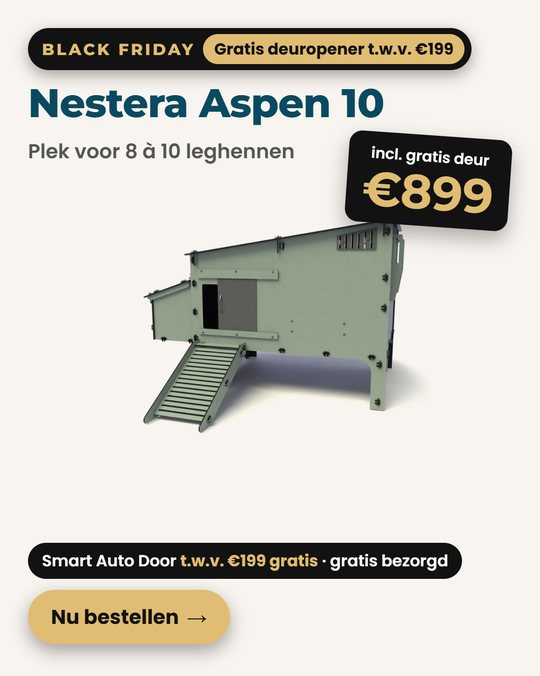 BLACK FRIDAY Gratis deuropener t.w.v. €199
Nestera Aspen 10
Plek voor 8 à 10 leghennen
incl. gratis deur
€899
Smart Auto Door t.w.v. €199 gratis · gratis bezorgd
Nu bestellen →